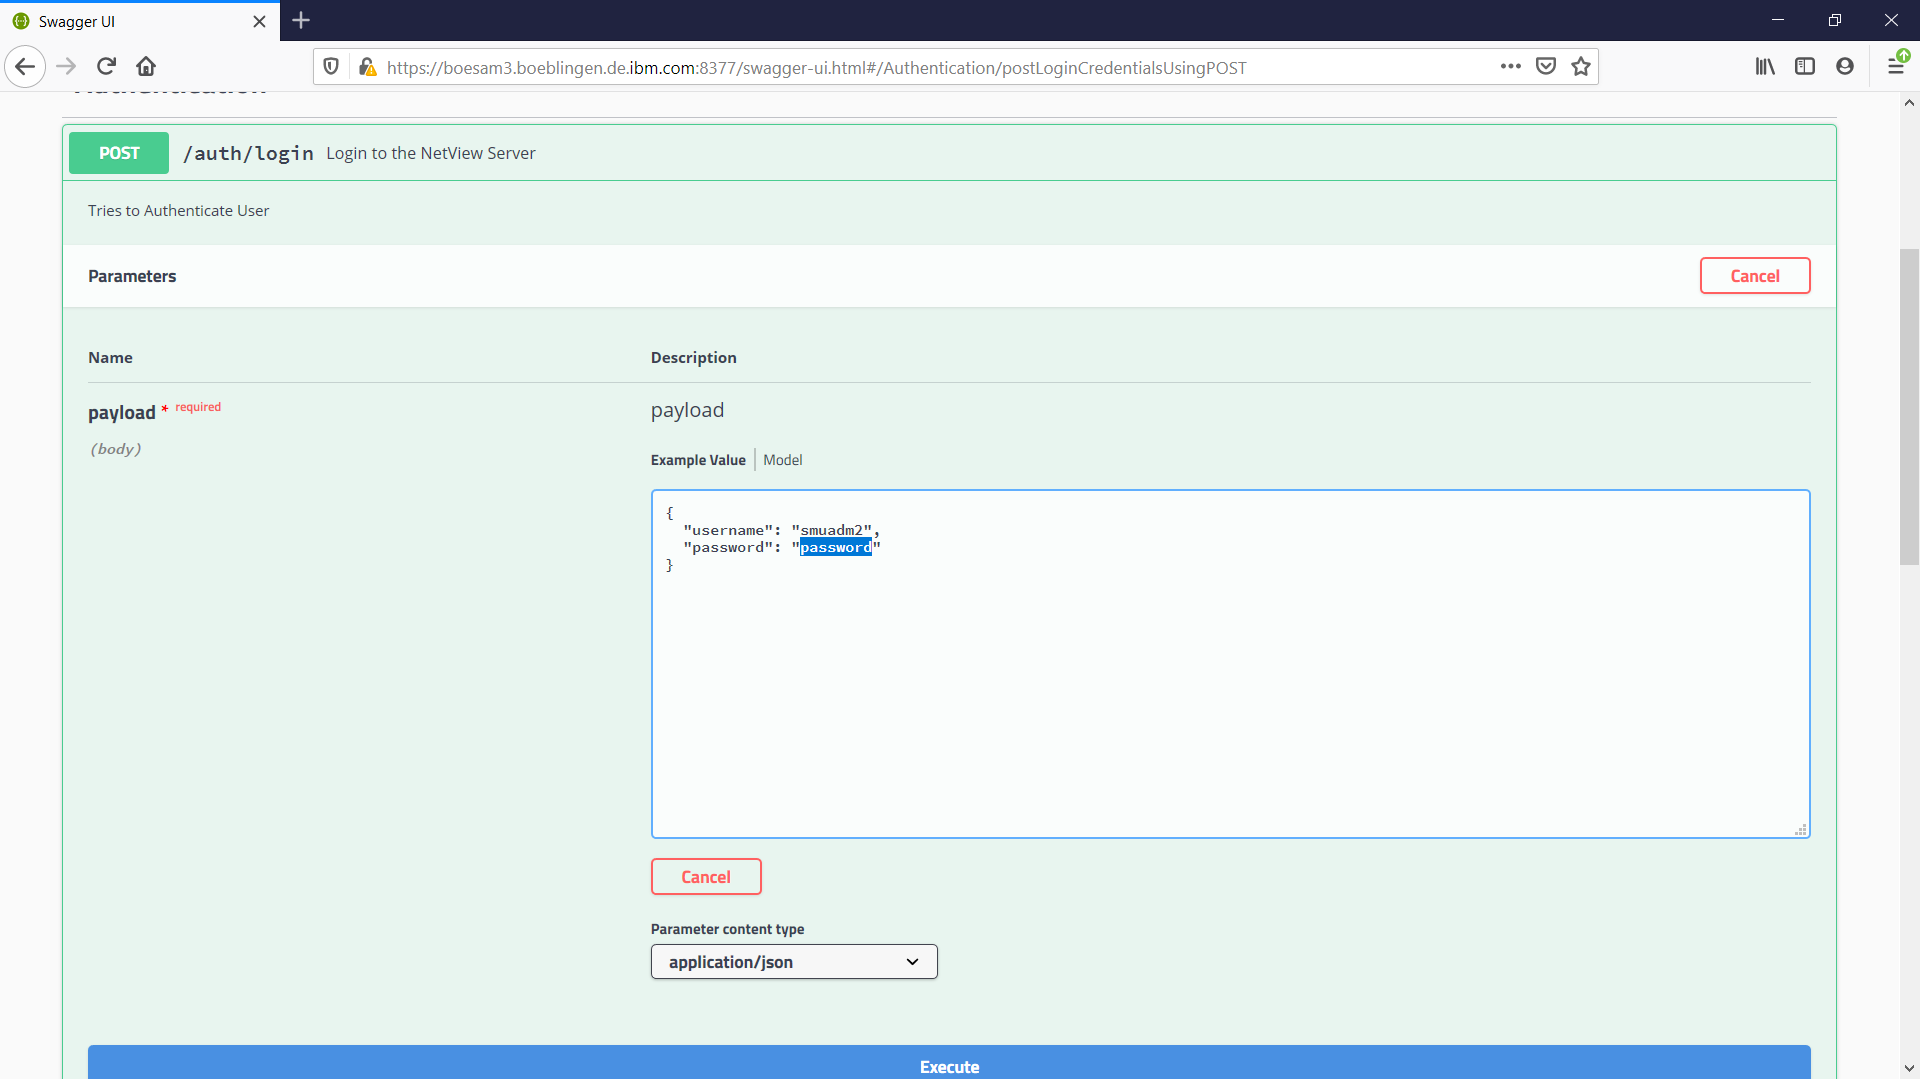 Swagger UI
https://boesam3.boeblingen.de.ibm.com:8377/swagger-ui.html#/Authentication/postLoginCredentialsUsingPOST
Authentication
POST /auth/login Login to the NetView Server
Tries to Authenticate User
Parameters Cancel
Name Description
payload * required payload
(body)
Example Value Model
{
"username": "smuadm2",
"password": "password"
}
Cancel
Parameter content type
application/json
Execute